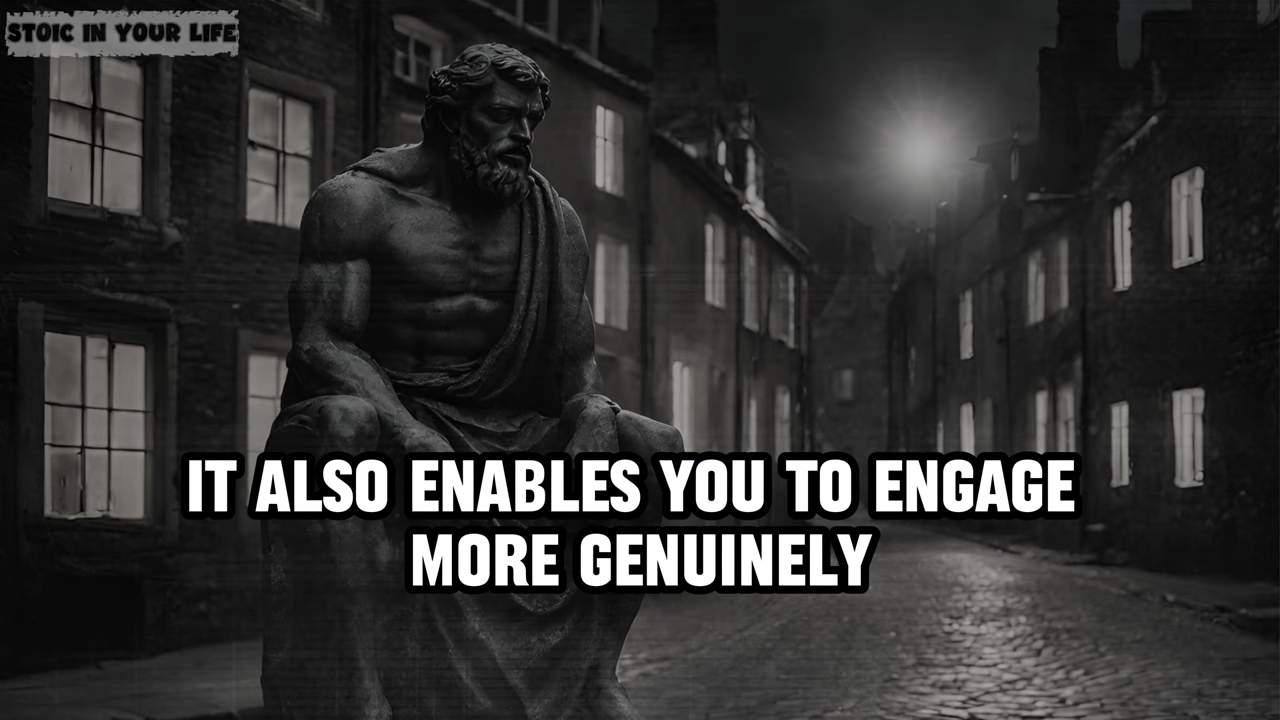 STOIC IN YOUR LIFE
IT ALSO ENABLES YOU TO ENGAGE
MORE GENUINELY